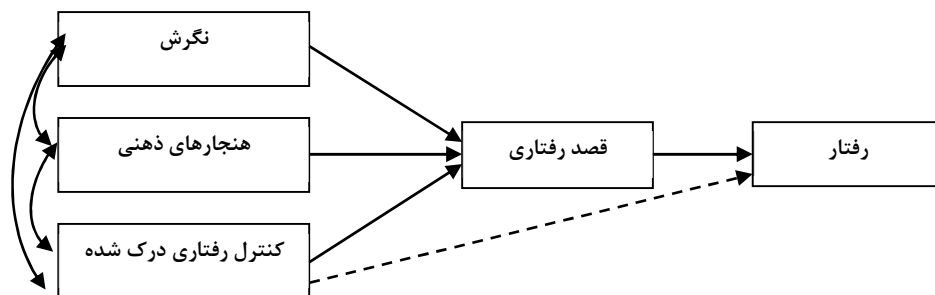 نگرش
هنجارهای ذهنی
قصد رفتاری
رفتار
کنترل رفتاری درک شده